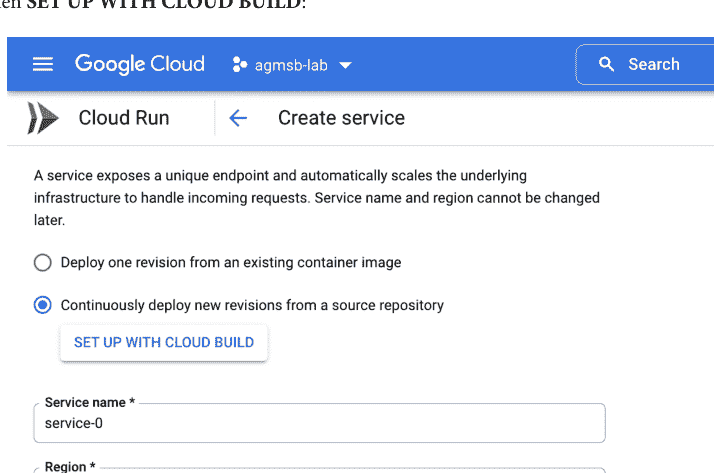 then SET UP WITH CLOUD BUILD:
Google Cloud agmsb-lab Search
Cloud Run Create service
A service exposes a unique endpoint and automatically scales the underlying
infrastructure to handle incoming requests. Service name and region cannot be changed
later.
Deploy one revision from an existing container image
Continuously deploy new revisions from a source repository
SET UP WITH CLOUD BUILD
Service name *
service-0
Region *